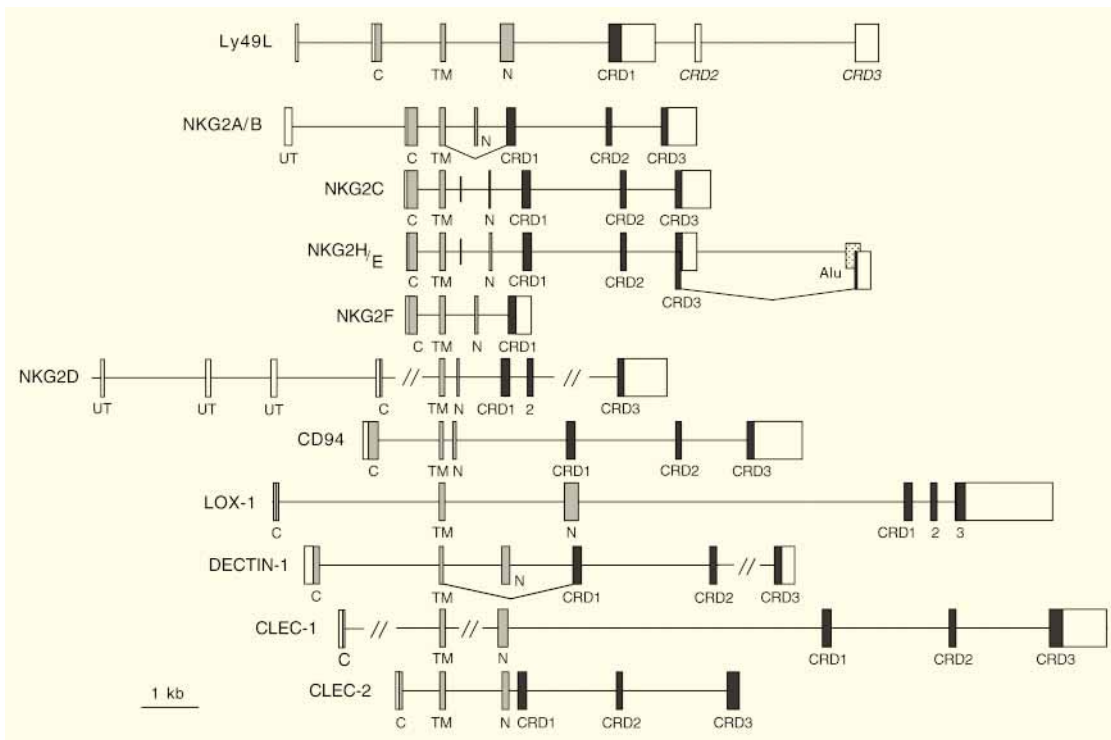 Ly49L
C TM N CRD1 CRD2 CRD3
NKG2A/B
UT C TM N CRD1 CRD2 CRD3
NKG2C
C TM N CRD1 CRD2 CRD3
NKG2H/E
C TM N CRD1 CRD2 CRD3 Alu
NKG2F
C TM N CRD1
NKG2D
UT UT UT C TM N CRD1 2 CRD3
CD94
C TM N CRD1 CRD2 CRD3
LOX-1
C TM N CRD1 2 3
DECTIN-1
C TM N CRD1 CRD2 CRD3
CLEC-1
C TM N CRD1 CRD2 CRD3
CLEC-2
C TM N CRD1 CRD2 CRD3
1 kb